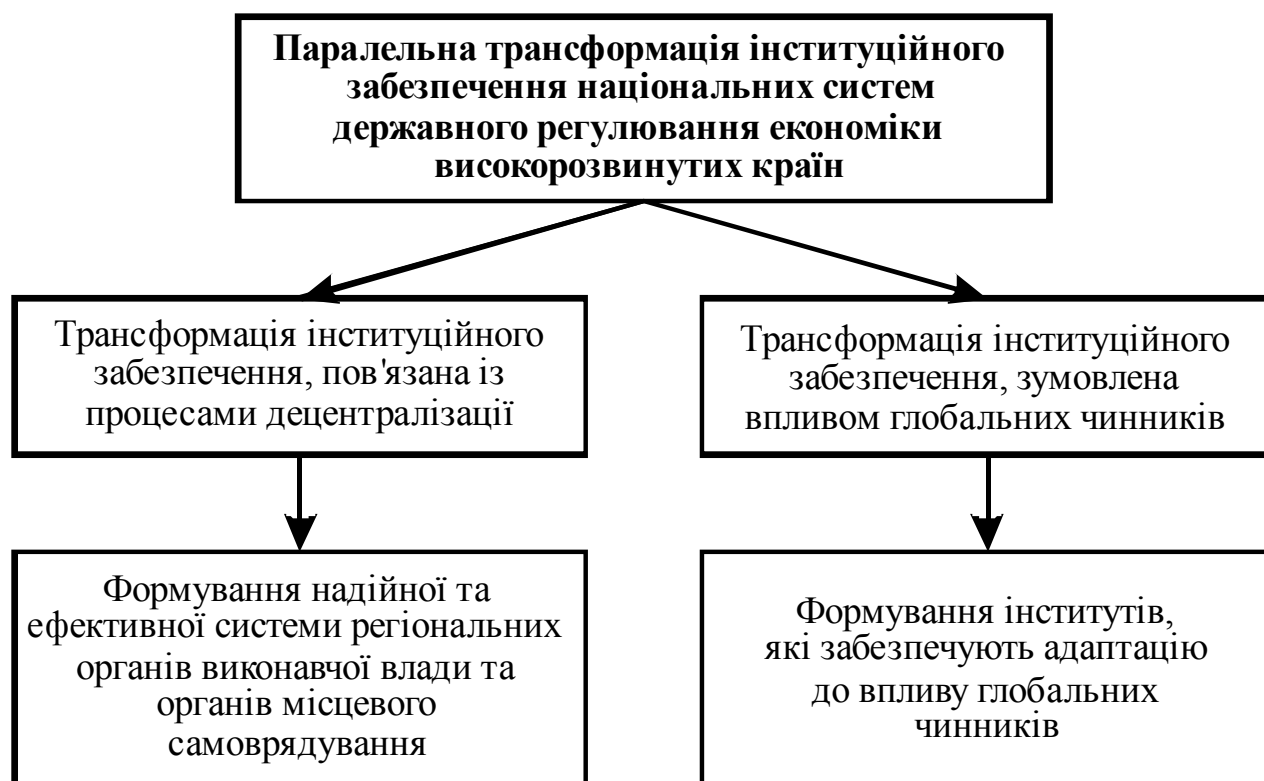 Паралельна трансформація інституційного
забезпечення національних систем
державного регулювання економіки
високорозвинутих країн
Трансформація інституційного
забезпечення, пов'язана із
процесами децентралізації
Трансформація інституційного
забезпечення, зумовлена
впливом глобальних чинників
Формування надійної та
ефективної системи регіональних
органів виконавчої влади та
органів місцевого
самоврядування
Формування інститутів,
які забезпечують адаптацію
до впливу глобальних
чинників